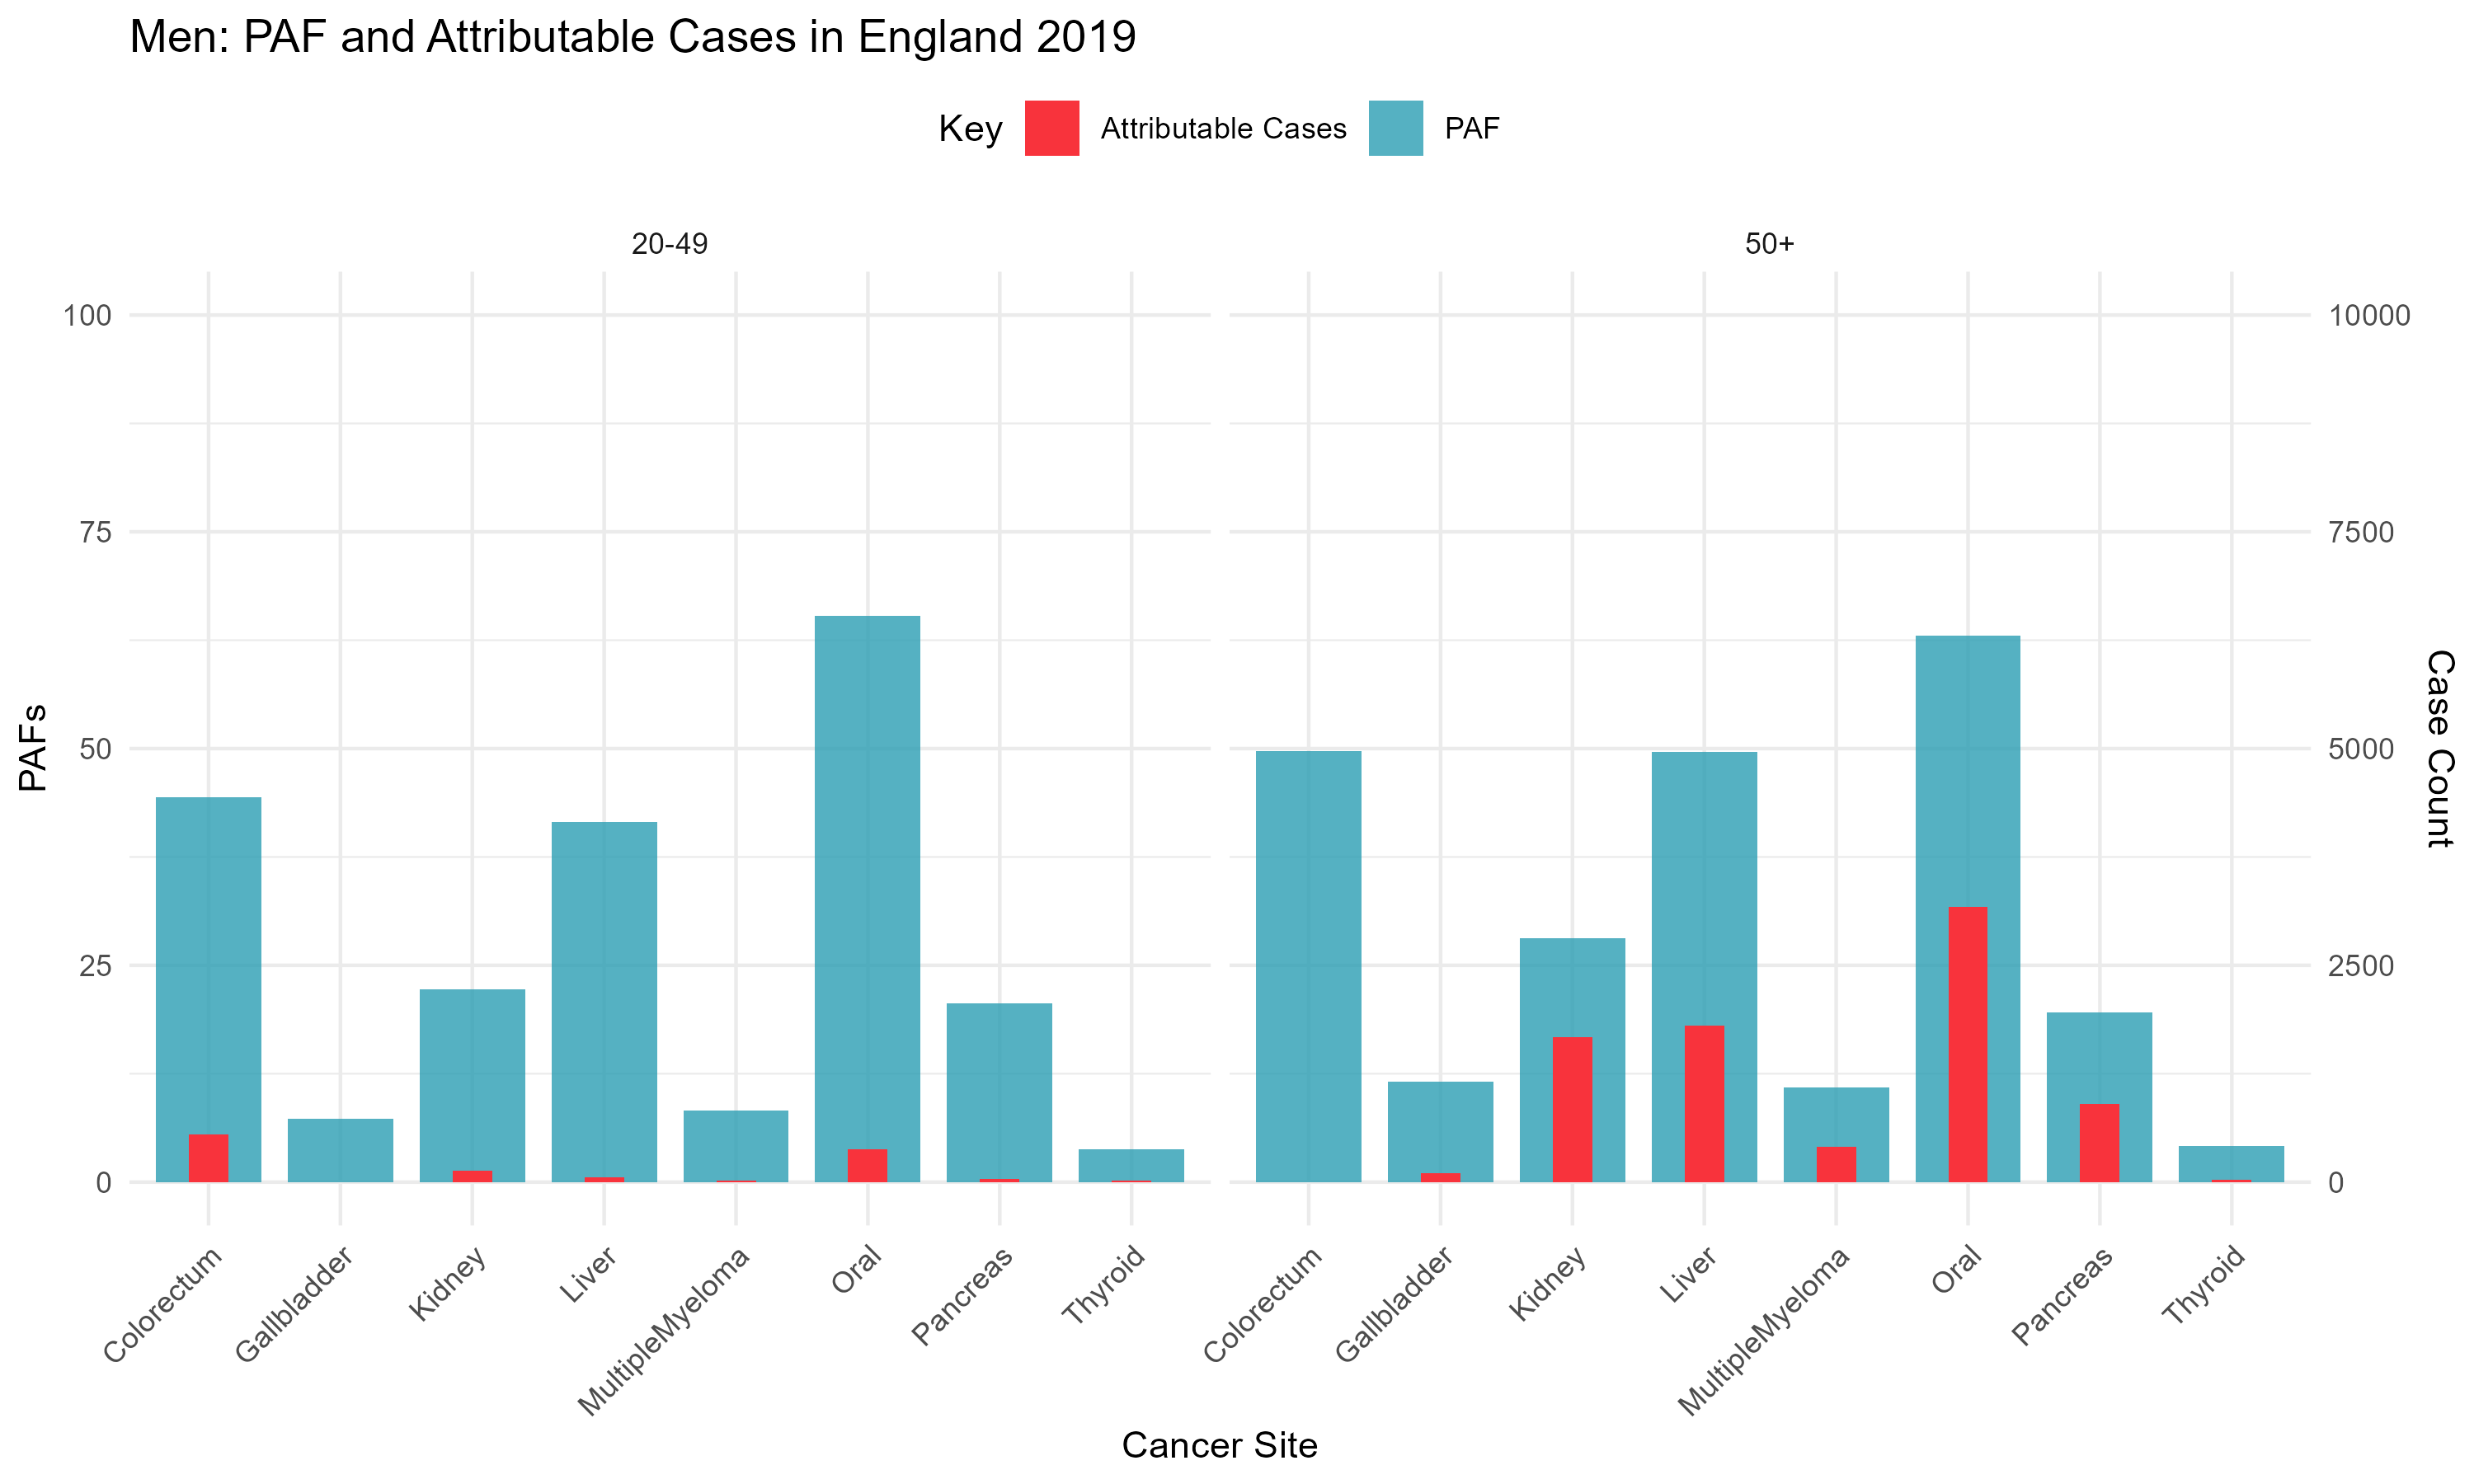 Men: PAF and Attributable Cases in England 2019
Key Attributable Cases PAF
20-49 50+
PAFs
100
75
50
25
0
10000
7500
5000
2500
0
Case Count
Colorectum Gallbladder Kidney Liver MultipleMyeloma Oral Pancreas Thyroid
Colorectum Gallbladder Kidney Liver MultipleMyeloma Oral Pancreas Thyroid
Cancer Site